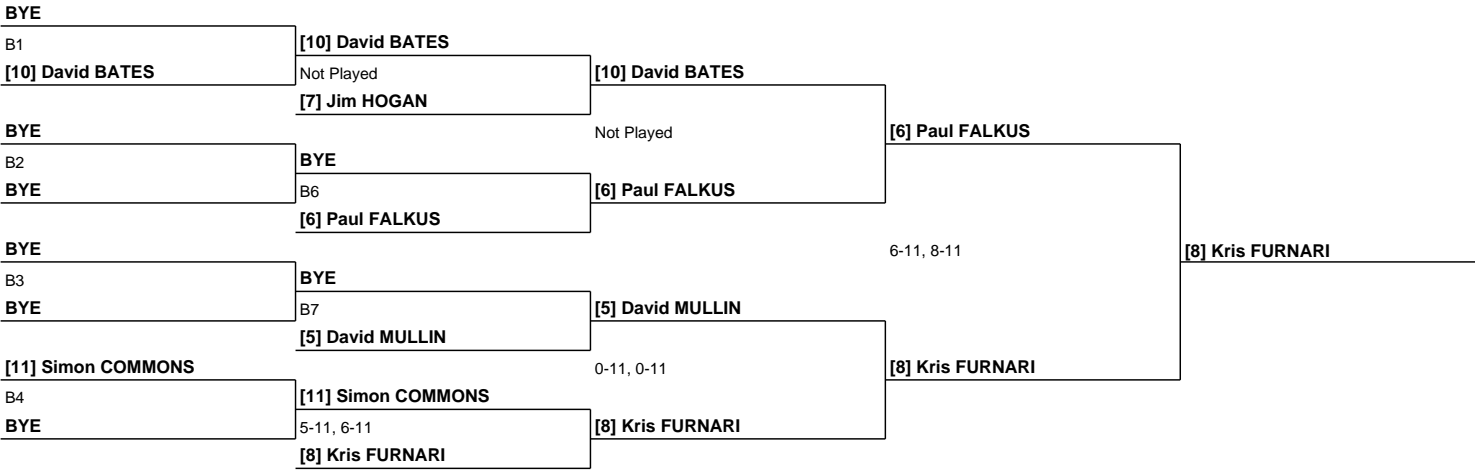 BYE
B1
[10] David BATES
BYE
B2
BYE
BYE
B3
BYE
[11] Simon COMMONS
B4
BYE
[10] David BATES
Not Played
[7] Jim HOGAN
BYE
B6
[6] Paul FALKUS
BYE
B7
[5] David MULLIN
[11] Simon COMMONS
5-11, 6-11
[8] Kris FURNARI
[10] David BATES
Not Played
[6] Paul FALKUS
[5] David MULLIN
0-11, 0-11
[8] Kris FURNARI
[6] Paul FALKUS
6-11, 8-11
[8] Kris FURNARI
[8] Kris FURNARI